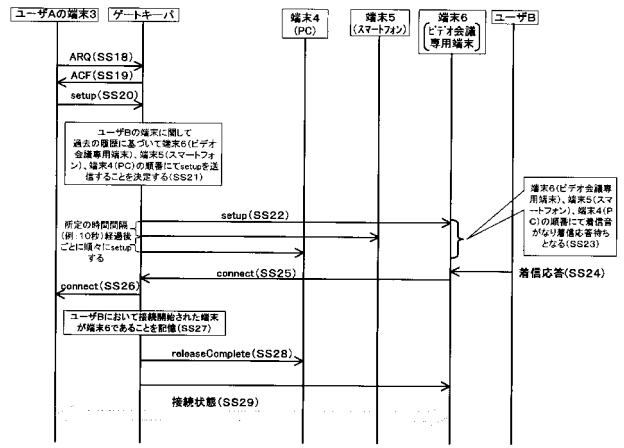 ユーザAの端末3
ゲートキーパ
端末4
(PC)
端末5
(スマートフォン)
端末6
ビデオ会議
専用端末
ユーザB
ARQ(SS18)
ACF(SS19)
setup(SS20)
ユーザBの端末に関して
過去の履歴に基づいて端末6(ビデオ
会議専用端末)、端末5(スマートフォ
ン)、端末4(PC)の順番にてsetupを送
信することを決定する(SS21)
setup(SS22)
所定の時間間隔
(例:10秒)経過後
ごとに順々にsetup
する
端末6(ビデオ会議専
用端末)、端末5(スマ
ートフォン)、端末4(P
C)の順番にて着信音
がなり着信応答待ち
となる(SS23)
着信応答(SS24)
connect(SS25)
connect(SS26)
ユーザBにおいて接続開始された端末
が端末6であることを記憶(SS27)
releaseComplete(SS28)
接続状態(SS29)